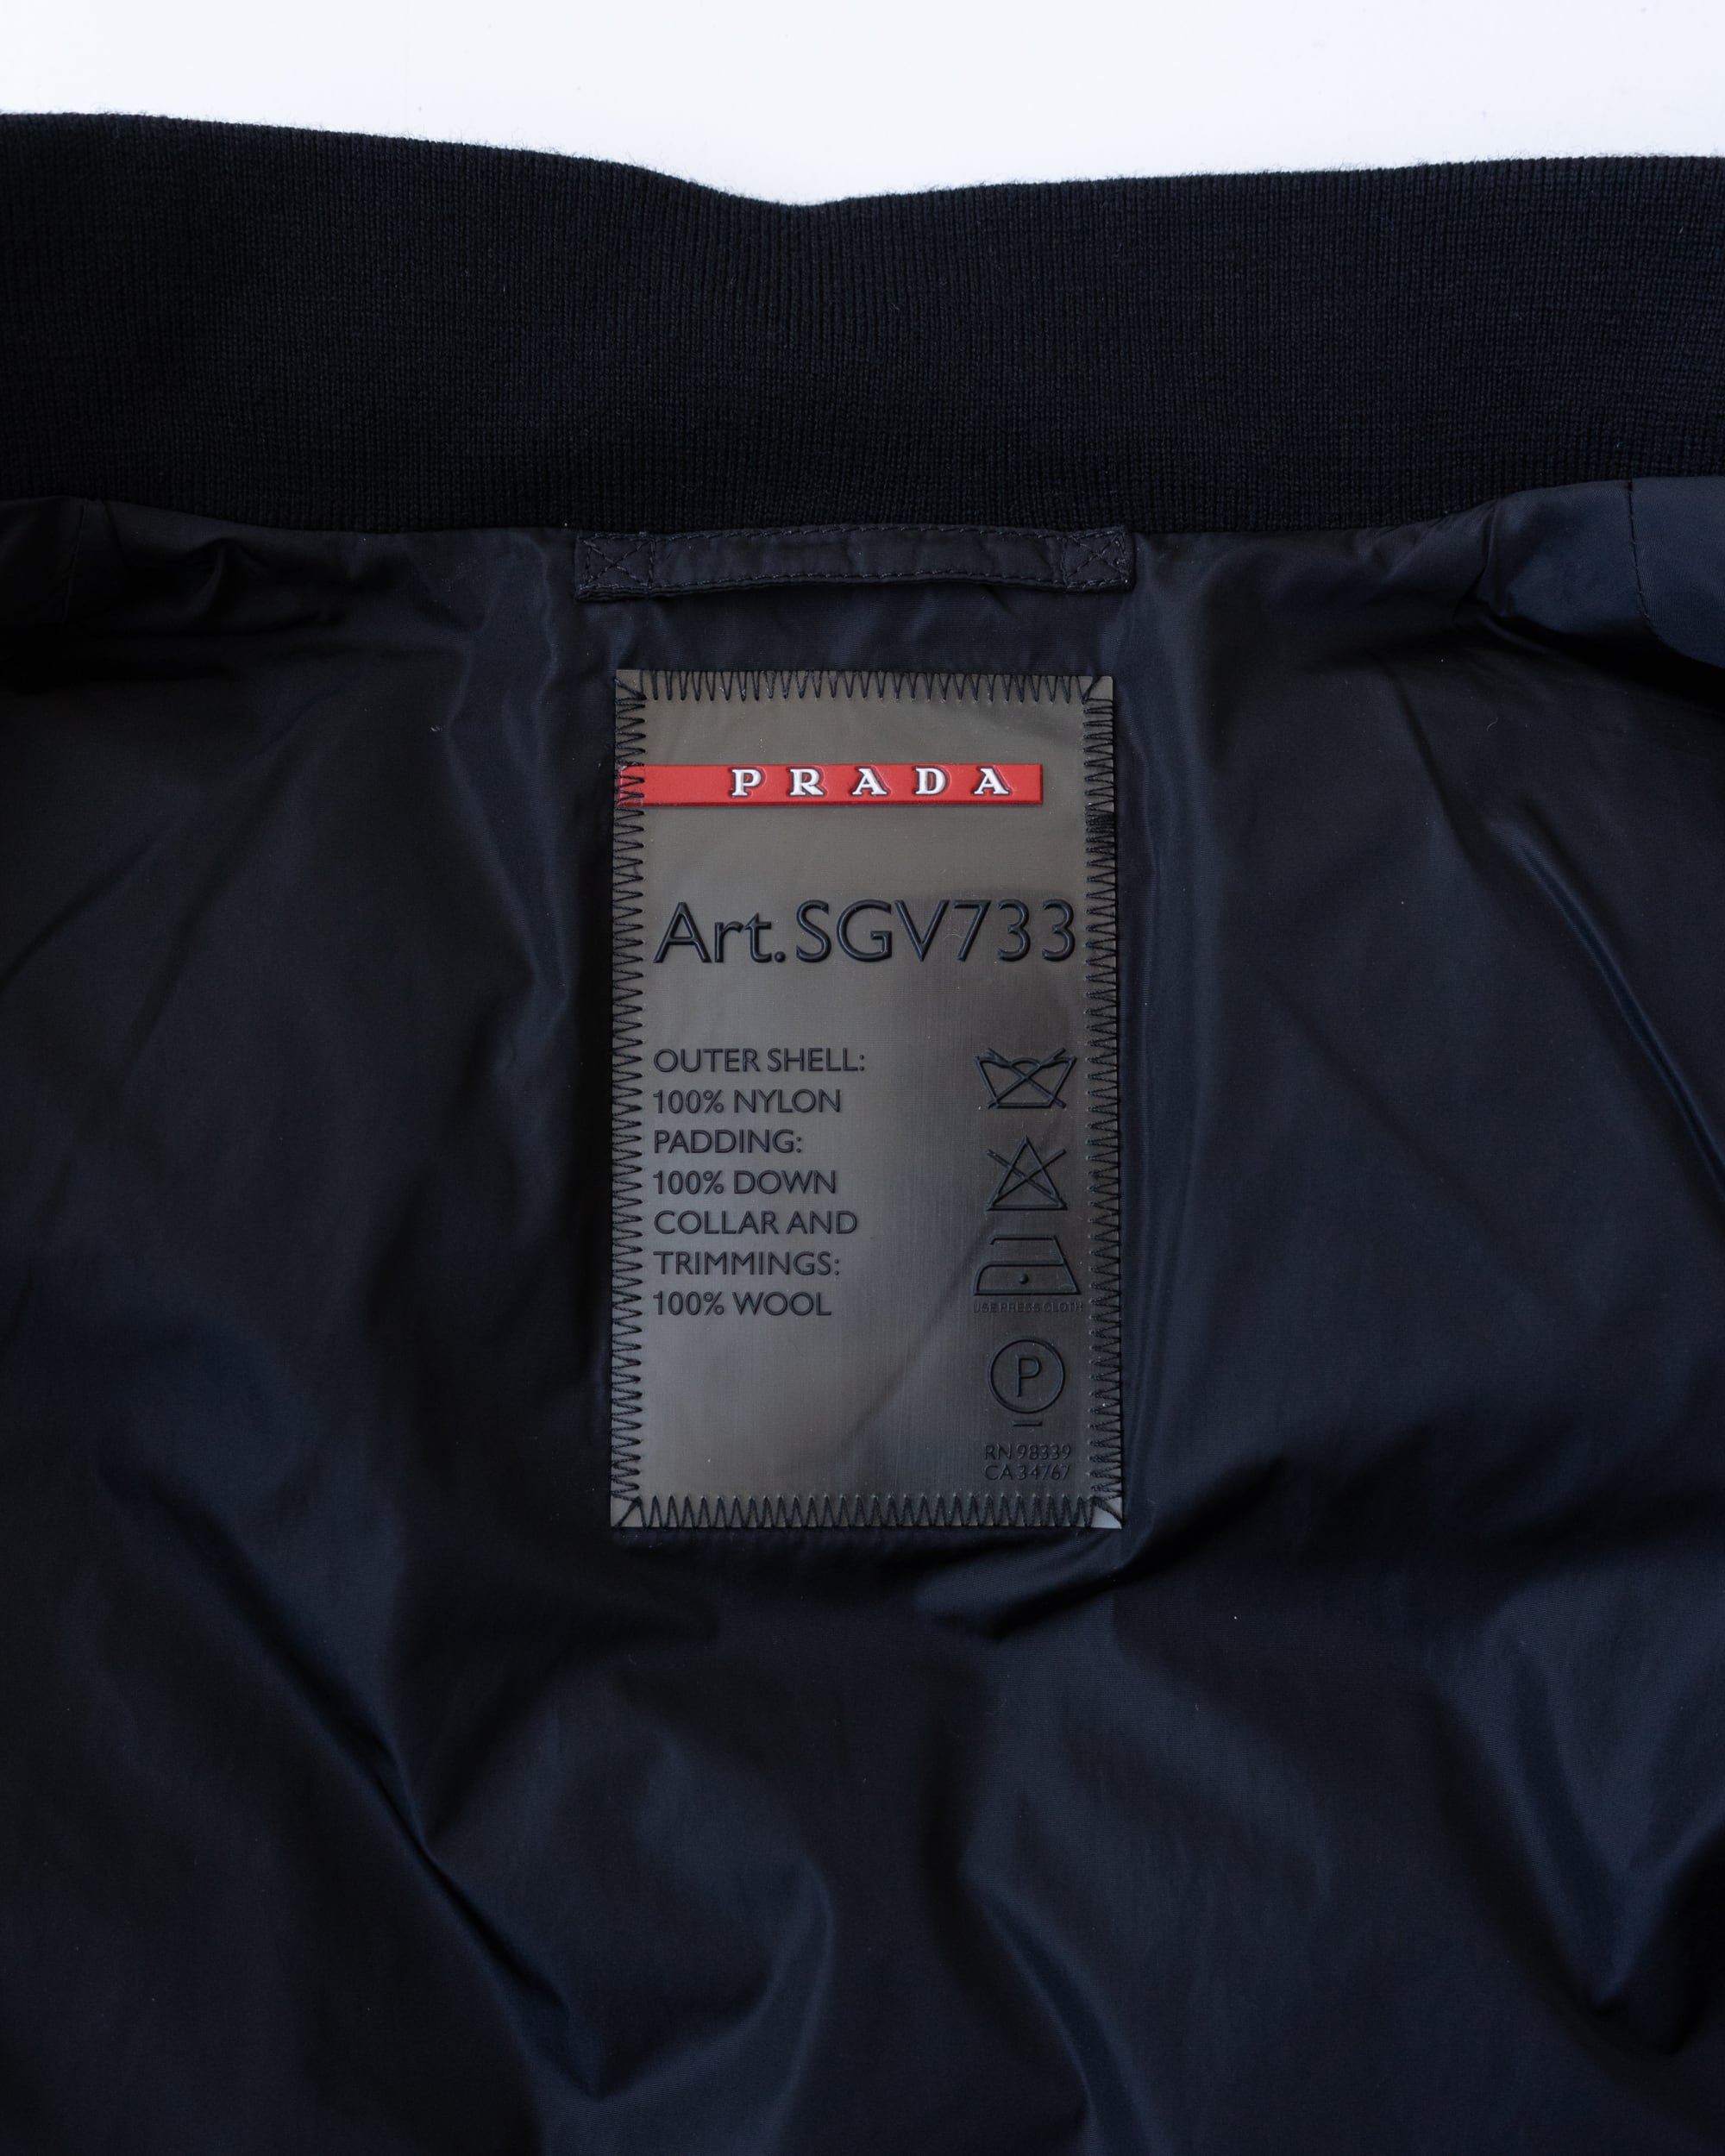 PRADA
Art. SGV733
OUTER SHELL:
100% NYLON
PADDING:
100% DOWN
COLLAR AND
TRIMMINGS:
100% WOOL
USE PRESS CLOTH
P
RN 98339
CA 34767